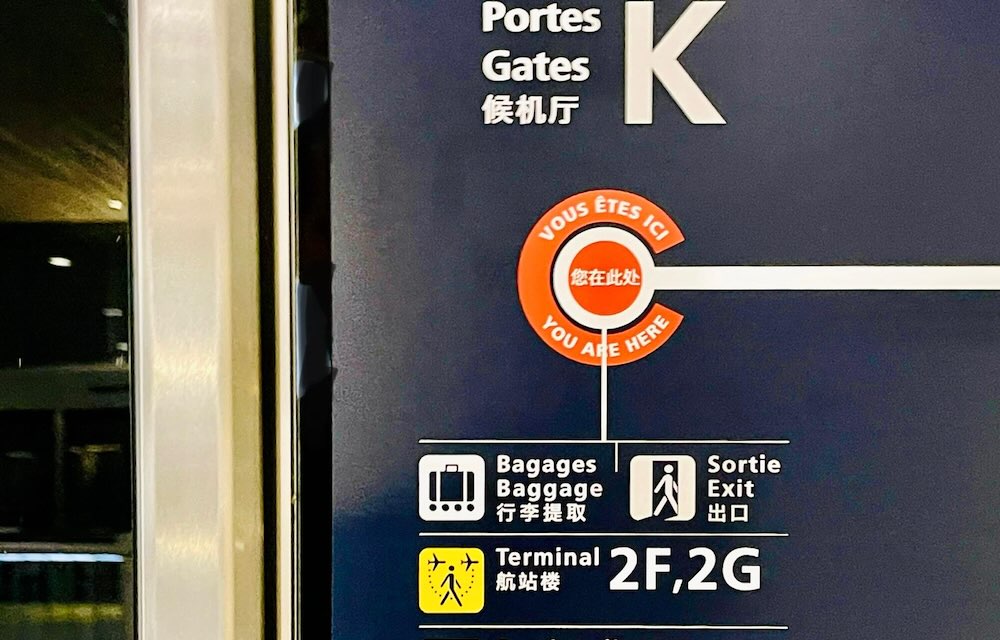 Portes
Gates
候机厅
K
VOUS ÊTES ICI
您在此处
YOU ARE HERE
Bagages
Baggage
行李提取
Sortie
Exit
出口
Terminal
航站楼
2F,2G